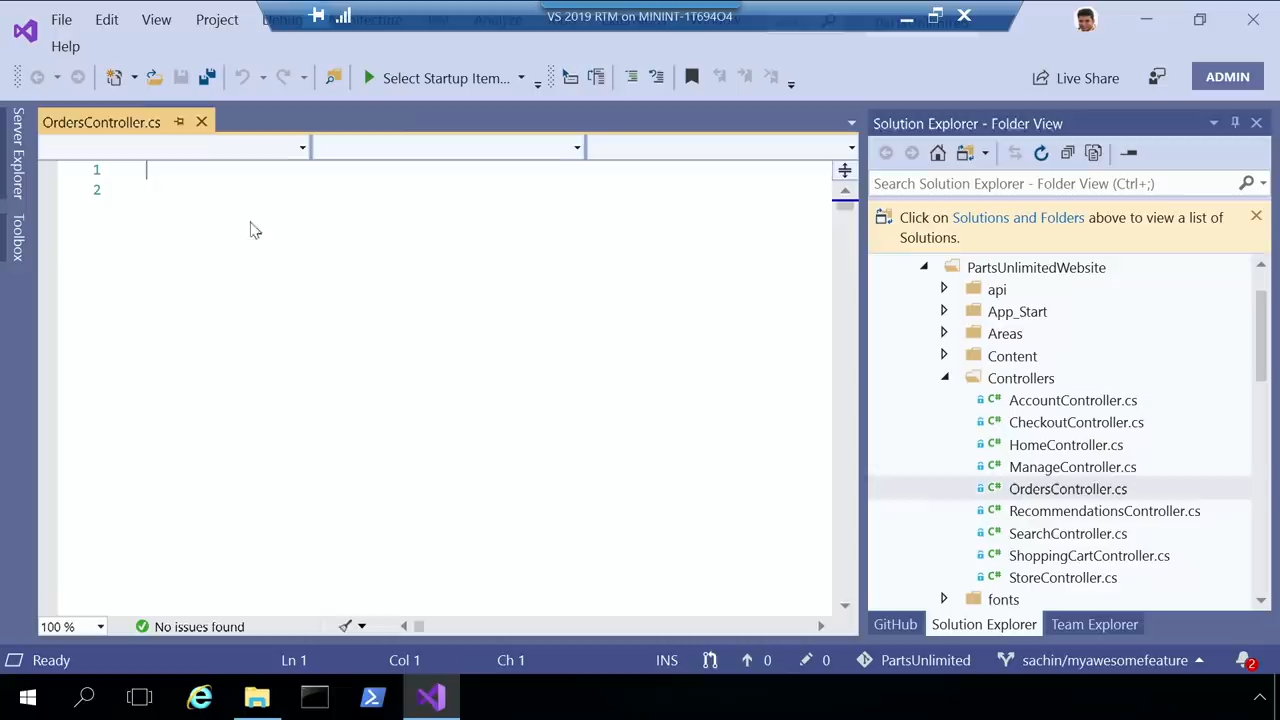 File Edit View Project
VS 2019 RTM on MININT-1T694O4
Help
Select Startup Item...
Live Share
ADMIN
Server Explorer
Toolbox
OrdersController.cs
1
2
100 %
No issues found
Solution Explorer - Folder View
Search Solution Explorer - Folder View (Ctrl+;)
Click on Solutions and Folders above to view a list of
Solutions.
PartsUnlimitedWebsite
api
App_Start
Areas
Content
Controllers
C# AccountController.cs
C# CheckoutController.cs
C# HomeController.cs
C# ManageController.cs
C# OrdersController.cs
C# RecommendationsController.cs
C# SearchController.cs
C# ShoppingCartController.cs
C# StoreController.cs
fonts
GitHub Solution Explorer Team Explorer
Ready Ln 1 Col 1 Ch 1 INS 0 0 PartsUnlimited sachin/myawesomefeature 2